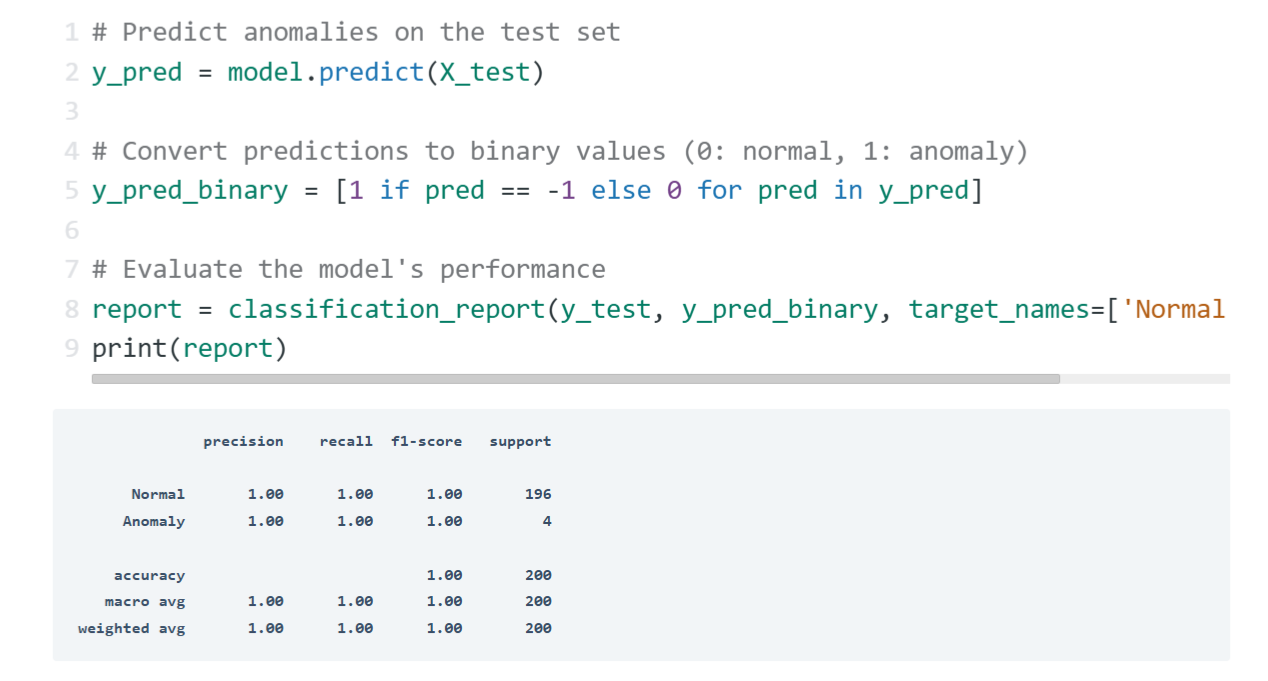 1 # Predict anomalies on the test set
2 y_pred = model.predict(X_test)
3
4 # Convert predictions to binary values (0: normal, 1: anomaly)
5 y_pred_binary = [1 if pred == -1 else 0 for pred in y_pred]
6
7 # Evaluate the model's performance
8 report = classification_report(y_test, y_pred_binary, target_names=['Normal
9 print(report)
precision recall f1-score support
Normal 1.00 1.00 1.00 196
Anomaly 1.00 1.00 1.00 4
accuracy 1.00 200
macro avg 1.00 1.00 1.00 200
weighted avg 1.00 1.00 1.00 200